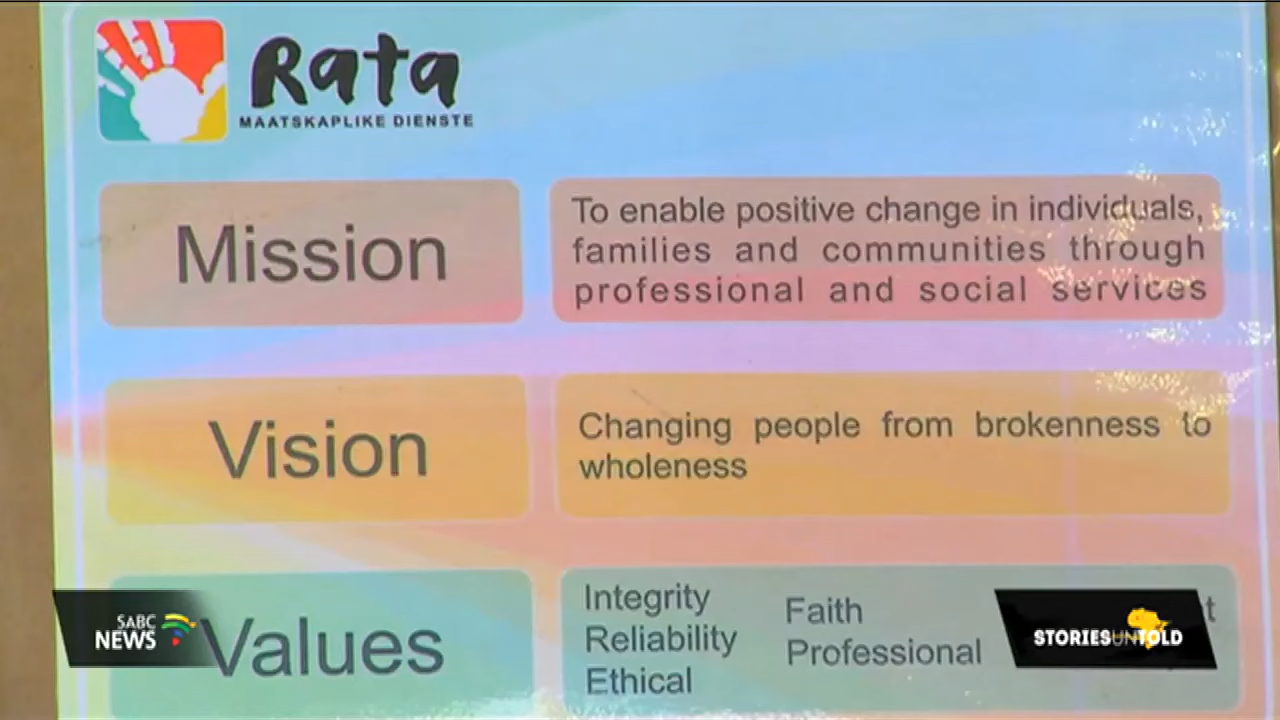 Rata
MAATSKAPLIKE DIENSTE
Mission
To enable positive change in individuals,
families and communities through
professional and social services
Vision
Changing people from brokenness to
wholeness
Values
Integrity
Reliability
Ethical
Faith
Professional
SABC
NEWS
STORIESUNTOLD